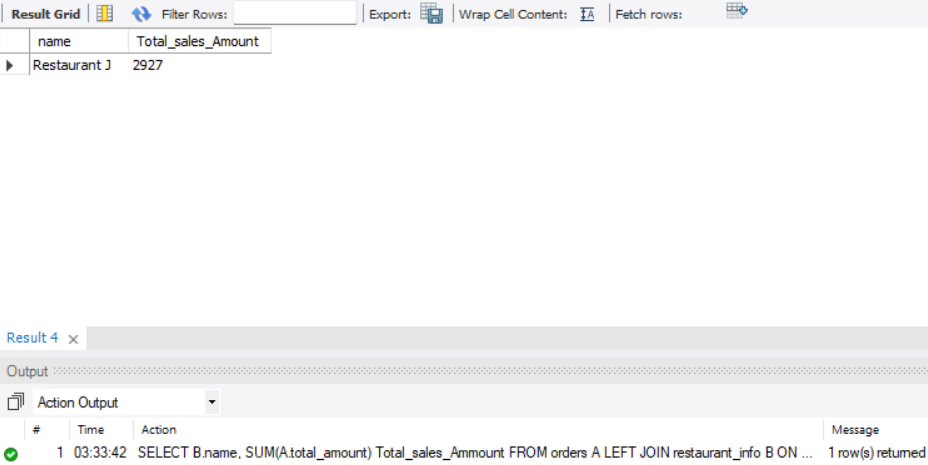 Result Grid Filter Rows: Export: Wrap Cell Content: Fetch rows:
name Total_sales_Amount
Restaurant J 2927
Result 4
Output
Action Output
# Time Action Message
1 03:33:42 SELECT B.name, SUM(A.total_amount) Total_sales_Ammount FROM orders A LEFT JOIN restaurant_info B ON ... 1 row(s) returned